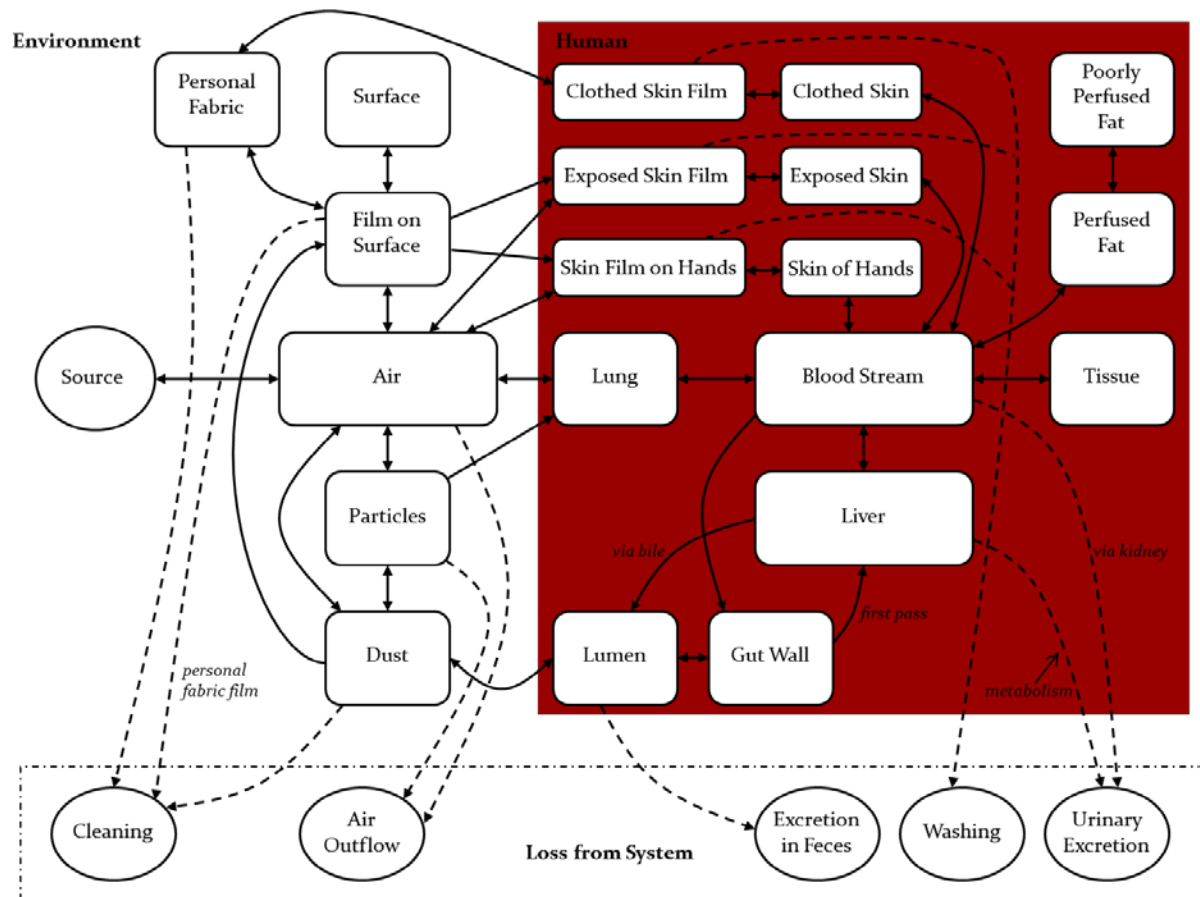 Environment
Human
Personal
Fabric
Surface
Clothed Skin Film
Clothed Skin
Poorly
Perfused
Fat
Exposed Skin Film
Exposed Skin
Film on
Surface
Perfused
Fat
Skin Film on Hands
Skin of Hands
Source
Air
Lung
Blood Stream
Tissue
Particles
Liver
via bile
via kidney
first pass
Dust
Lumen
Gut Wall
personal
fabric film
metabolism
Cleaning
Air
Outflow
Loss from System
Excretion
in Feces
Washing
Urinary
Excretion